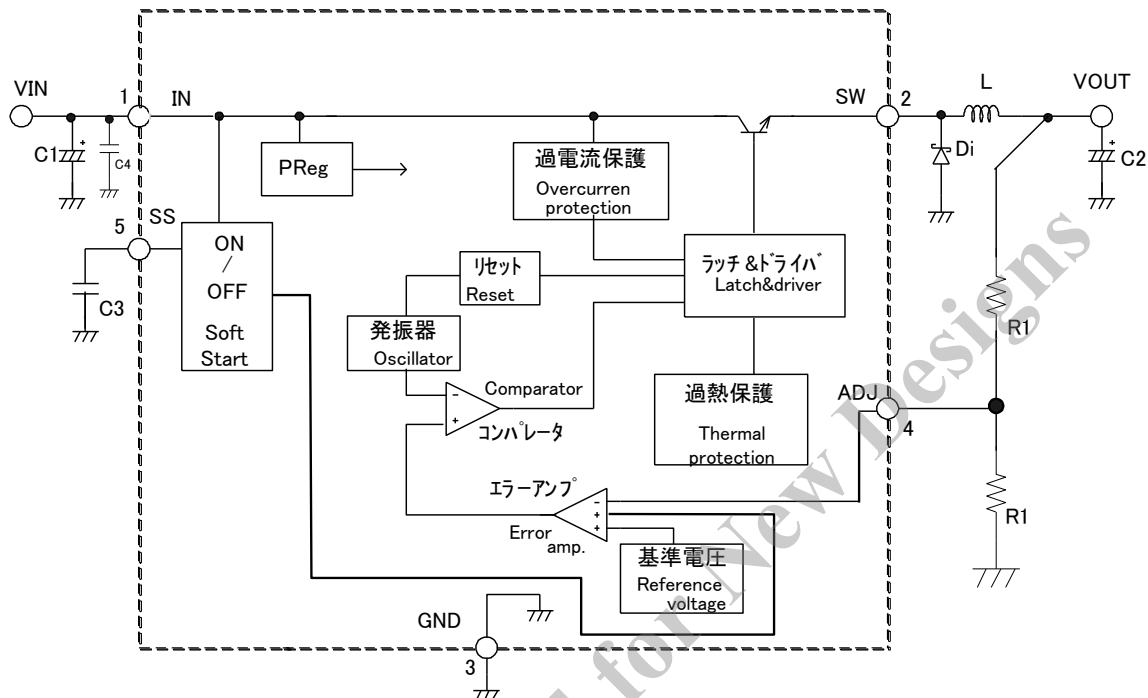 VIN
1
IN
C1
+
C4
PReg
過電流保護
Overcurren
protection
SW
2
L
VOUT
Di
+
C2
5
SS
C3
ON
/
OFF
Soft
Start
リセット
Reset
発振器
Oscillator
ラッチ&ドライバ
Latch&driver
R1
−
+
Comparator
コンパレータ
過熱保護
Thermal
protection
ADJ
4
エラーアンプ
Error
amp.
−
+
+
基準電圧
Reference
voltage
R1
GND
3
for New Designs